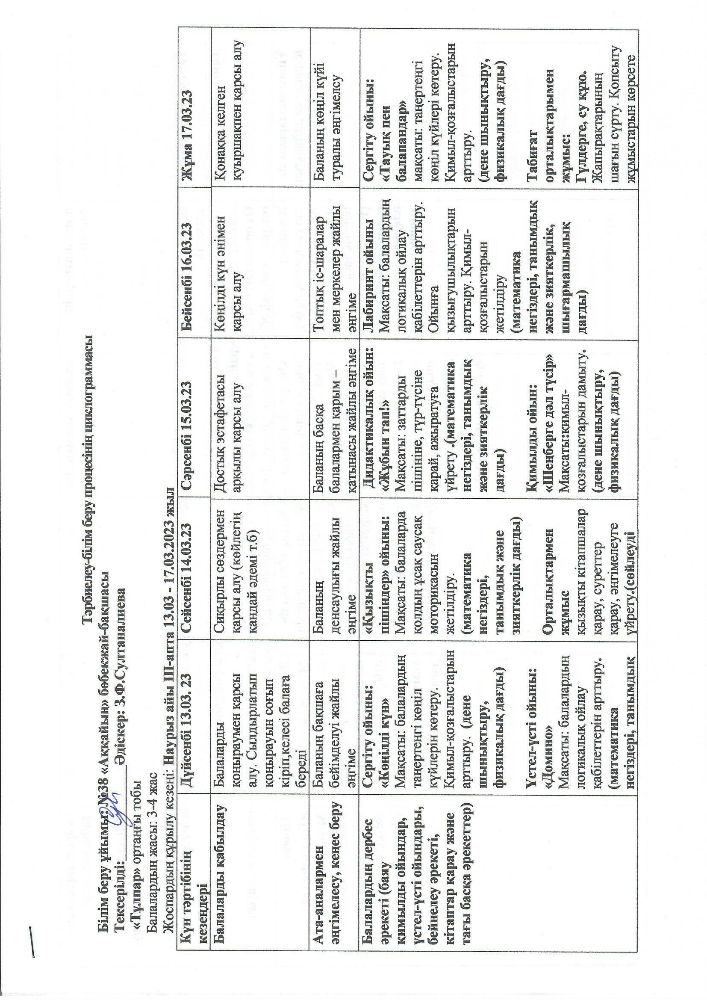 Тәрбиелеу-білім беру процесінің циклограммасы
Білім беру ұйымы: №38 «Аққайың» бөбекжай-бақшасы
Тексерілді: Әдіскер: З.Ф.Султаналиева
«Тұлпар» ортаңғы тобы
Балалардың жасы: 3-4 жас
Жоспардың құрылу кезеңі: Наурыз айы III-апта 13.03 – 17.03.2023 жыл
Күн тәртібінің
кезеңдері
Дүйсенбі 13.03. 23
Сейсенбі 14.03.23
Сәрсенбі 15.03.23
Бейсенбі 16.03.23
Жұма 17.03.23
Балаларды қабылдау
Балаларды
қоңыраумен қарсы
алу. Сылдырлатып
қоңырауын соғып
кіріп,келесі балаға
береді
Сиқырлы сөздермен
қарсы алу (көйлегің
қандай әдемі т.б)
Достық эстафетасы
арқылы қарсы алу
Көңілді күн әнімен
қарсы алу
Қонаққа келген
қуыршақпен қарсы алу
Ата-аналармен
әңгімелесу, кеңес беру
Баланың бақшаға
бейімделуі жайлы
әңгіме
Баланың
денсаулығы жайлы
әңгіме
Баланың басқа
балалармен қарым –
қатынасы жайлы әңгіме
Топтық іс-шаралар
мен меркелер жайлы
әңгіме
Баланың көңіл күйі
туралы әңгімелсу
Балалардың дербес
әрекеті (баяу
қимылды ойындар,
үстел-үсті ойындары,
бейнелеу әрекеті,
кітаптар қарау және
тағы басқа әрекеттер)
Сергіту ойыны:
«Көңілді күн»
Мақсаты: балалардың
таңертеңгі көңіл
күйлерін көтеру.
Қимыл-қозғалыстарын
арттыру. (дене
шынықтыру,
физикалық дағды)
Үстел-үсті ойыны:
«Домино»
Мақсаты: балалардың
логикалық ойлау
қабілеттерін арттыру.
(математика
негіздері, танымдық
«Қызықты
пішіндер» ойыны:
Мақсаты: балаларда
қолдың ұсақ саусақ
моторикасын
жетілдіру.
(математика
негіздері,
танымдық және
зияткерлік дағды)
Орталықтармен
жұмыс
қызықты кітапшалар
қарау, суреттер
қарау, әңгімелеуге
үйрету.(сөйлеуді
Дидактикалық ойын:
«Жұбын тап!»
Мақсаты: заттарды
пішініне, түр-түсіне
қарай, ажыратуға
үйрету .(математика
негіздері, танымдық
және зияткерлік
дағды)
Қимылды ойын:
«Шеңберге дәл түсір»
Мақсаты:қимыл-
қозғалыстарын дамыту.
(дене шынықтыру,
физикалық дағды)
Лабиринт ойыны
Мақсаты: балалардың
логикалық ойлау
қабілеттерін арттыру.
Ойынға
қызығушылықтарын
арттыру. Қимыл-
қозғалыстарын
жетілдіру
(математика
негіздері, танымдық
және зияткерлік,
шығармашылық
дағды)
Сергіту ойыны:
«Тауық пен
балапандар»
мақсаты: таңертеңгі
көңіл күйлері көтеру.
Қимыл-қозғалыстарын
арттыру.
(дене шынықтыру,
физикалық дағды)
Табиғат
орталықтарымен
жұмыс:
Гүлдерге, су құю.
Жапырақтарының
шағын сүрту. Қопсыту
жұмыстарын көрсете